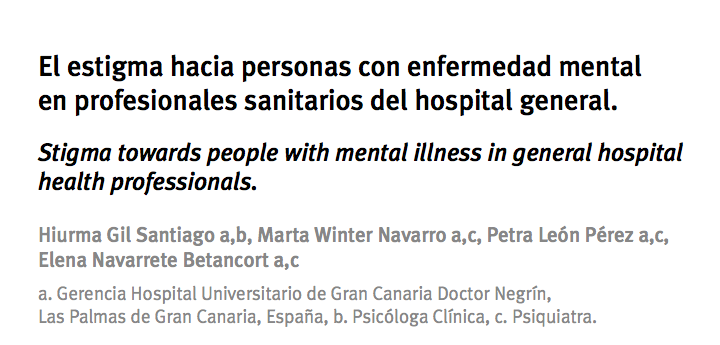 El estigma hacia personas con enfermedad mental
en profesionales sanitarios del hospital general.
Stigma towards people with mental illness in general hospital
health professionals.
Hiurma Gil Santiago a,b, Marta Winter Navarro a,c, Petra León Pérez a,c,
Elena Navarrete Betancort a,c
a. Gerencia Hospital Universitario de Gran Canaria Doctor Negrín,
Las Palmas de Gran Canaria, España, b. Psicóloga Clínica, c. Psiquiatra.